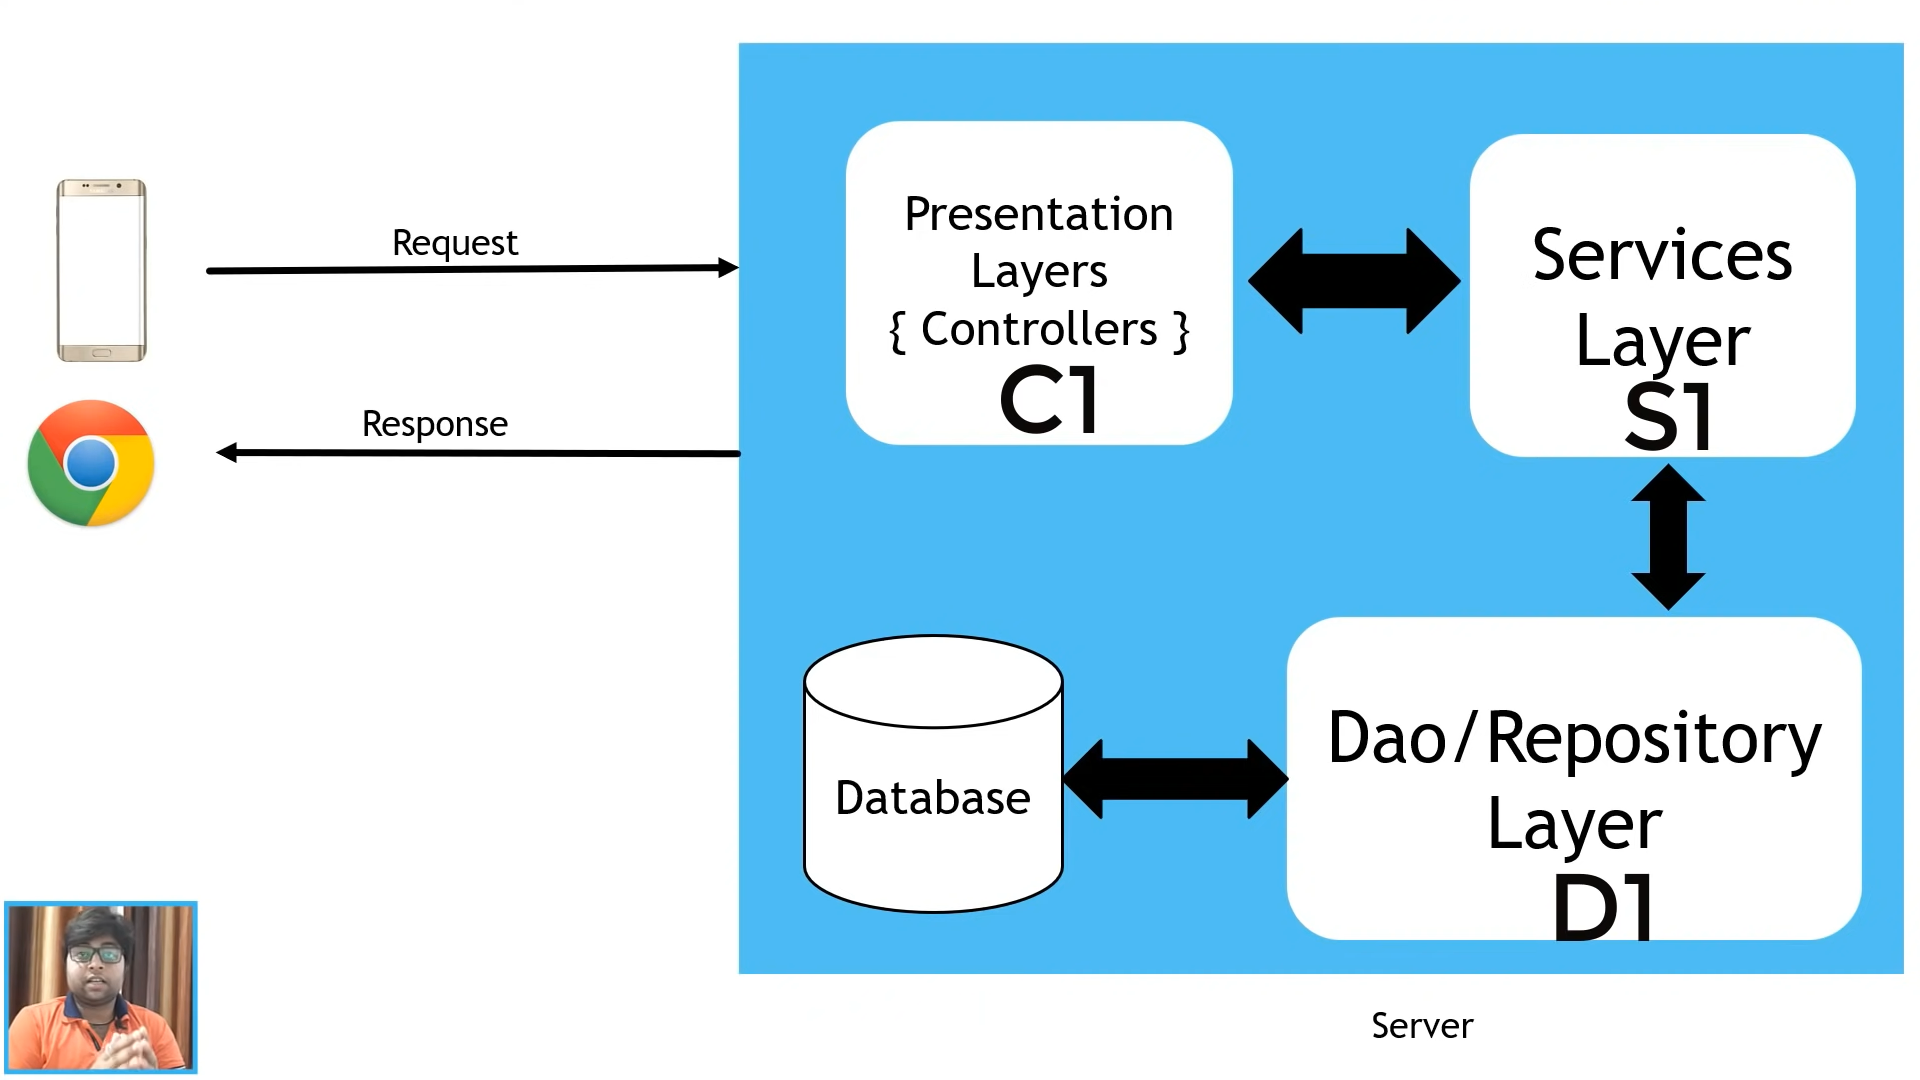 Request
Response
Presentation
Layers
{ Controllers }
C1
Services
Layer
S1
Dao/Repository
Layer
D1
Database
Server